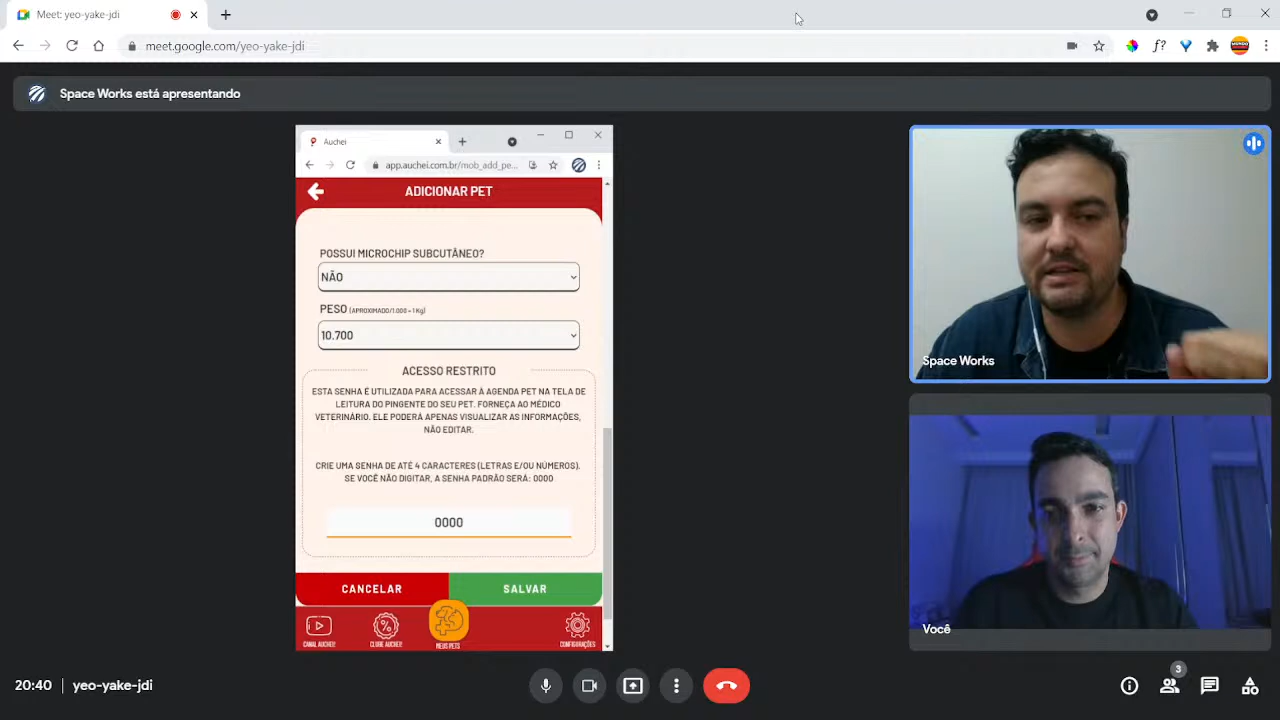 Meet: yeo-yake-jdi
meet.google.com/yeo-yake-jdi
f?
Space Works está apresentando
Auchei
app.auchei.com.br/mob_add_pe...
ADICIONAR PET
POSSUI MICROCHIP SUBCUTÂNEO?
NÃO
PESO (APROXIMADO/1.000 = 1 Kg)
10.700
ACESSO RESTRITO
ESTA SENHA É UTILIZADA PARA ACESSAR À AGENDA PET NA TELA DE
LEITURA DO PINGENTE DO SEU PET. FORNEÇA AO MÉDICO
VETERINÁRIO. ELE PODERÁ APENAS VISUALIZAR AS INFORMAÇÕES,
NÃO EDITAR.
CRIE UMA SENHA DE ATÉ 4 CARACTERES (LETRAS E/OU NÚMEROS).
SE VOCÊ NÃO DIGITAR, A SENHA PADRÃO SERÁ: 0000
0000
CANCELAR
SALVAR
CANAL AUCHEI!
CLUBE AUCHEI!
MEUS PETS
CONFIGURAÇÕES
Space Works
Você
20:40 | yeo-yake-jdi
3